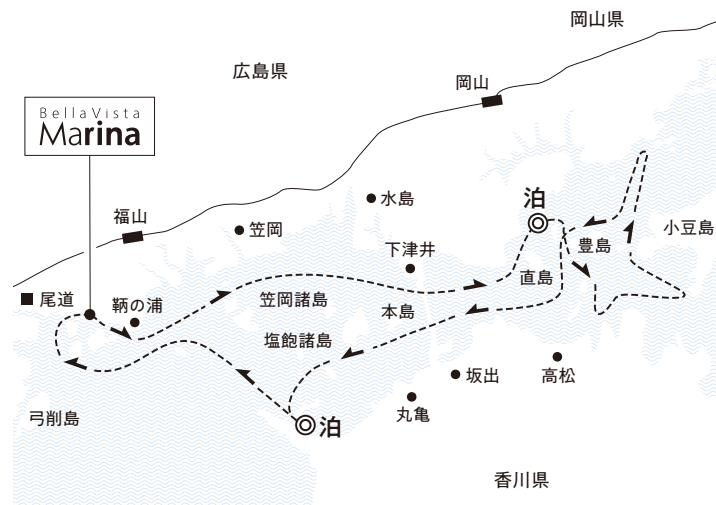 岡山県
広島県
岡山
BellaVista
Marina
泊
水島
福山
笠岡
小豆島
豊島
下津井
直島
尾道
鞆の浦
笠岡諸島
本島
塩飽諸島
高松
坂出
丸亀
弓削島
泊
香川県